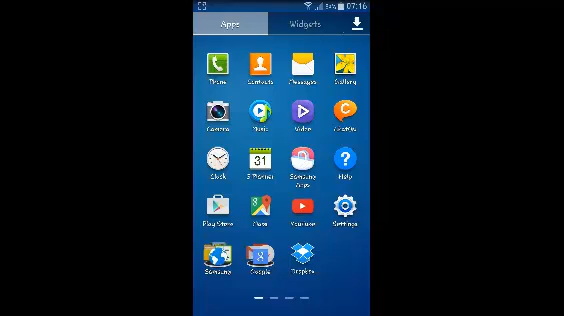 84% 07:16
Apps Widgets
Phone Contacts Messages Gallery
Camera Music Video ChatON
31
Clock S Planner Samsung Apps Help
Play Store Maps YouTube Settings
Samsung Google Dropbox